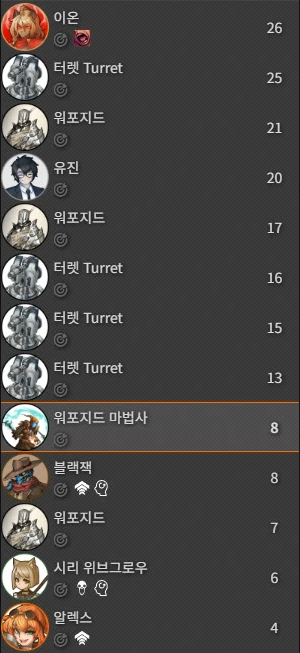 이온 26
터렛 Turret 25
워포지드 21
유진 20
워포지드 17
터렛 Turret 16
터렛 Turret 15
터렛 Turret 13
워포지드 마법사 8
블랙잭 8
워포지드 7
시리 위브그로우 6
알렉스 4